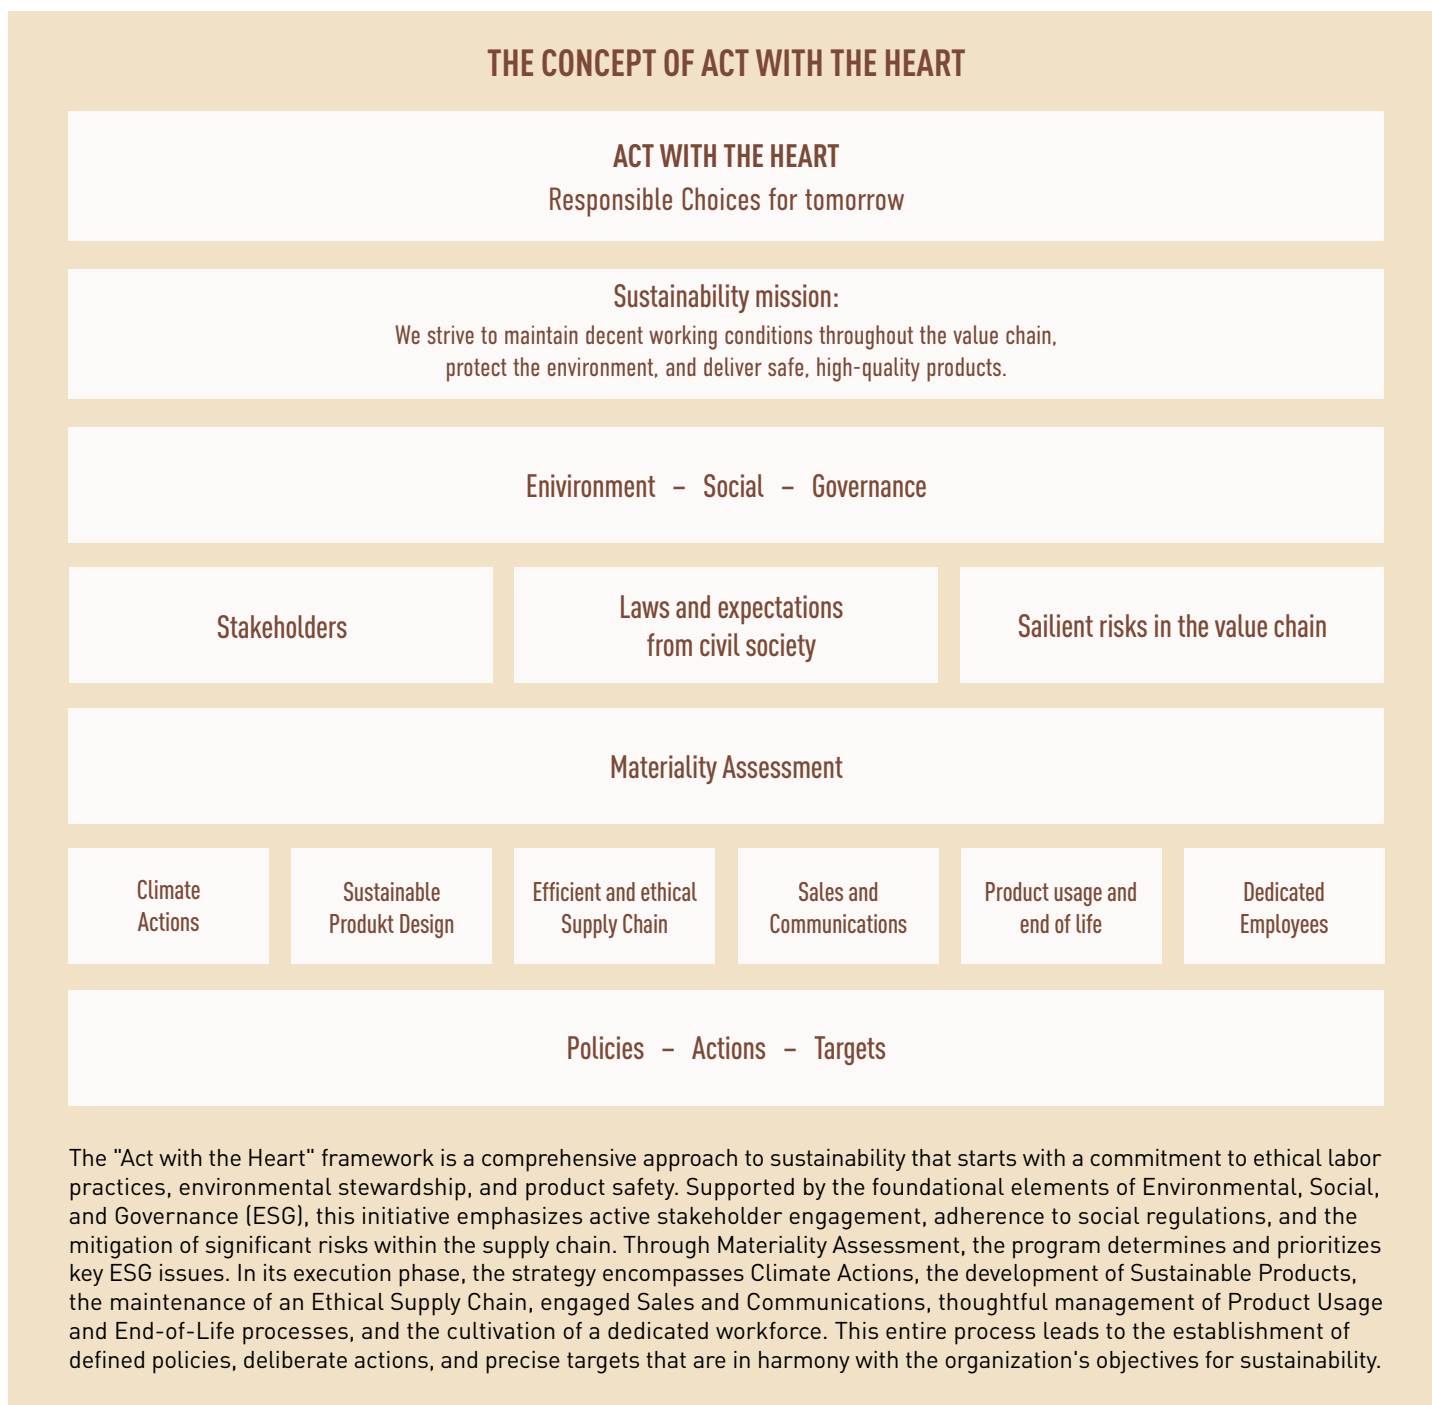 THE CONCEPT OF ACT WITH THE HEART
ACT WITH THE HEART
Responsible Choices for tomorrow
Sustainability mission:
We strive to maintain decent working conditions throughout the value chain,
protect the environment, and deliver safe, high-quality products.
Enivironment – Social – Governance
Stakeholders
Laws and expectations
from civil society
Sailient risks in the value chain
Materiality Assessment
Climate
Actions
Sustainable
Produkt Design
Efficient and ethical
Supply Chain
Sales and
Communications
Product usage and
end of life
Dedicated
Employees
Policies – Actions – Targets
The "Act with the Heart" framework is a comprehensive approach to sustainability that starts with a commitment to ethical labor
practices, environmental stewardship, and product safety. Supported by the foundational elements of Environmental, Social,
and Governance (ESG), this initiative emphasizes active stakeholder engagement, adherence to social regulations, and the
mitigation of significant risks within the supply chain. Through Materiality Assessment, the program determines and prioritizes
key ESG issues. In its execution phase, the strategy encompasses Climate Actions, the development of Sustainable Products,
the maintenance of an Ethical Supply Chain, engaged Sales and Communications, thoughtful management of Product Usage
and End-of-Life processes, and the cultivation of a dedicated workforce. This entire process leads to the establishment of
defined policies, deliberate actions, and precise targets that are in harmony with the organization's objectives for sustainability.